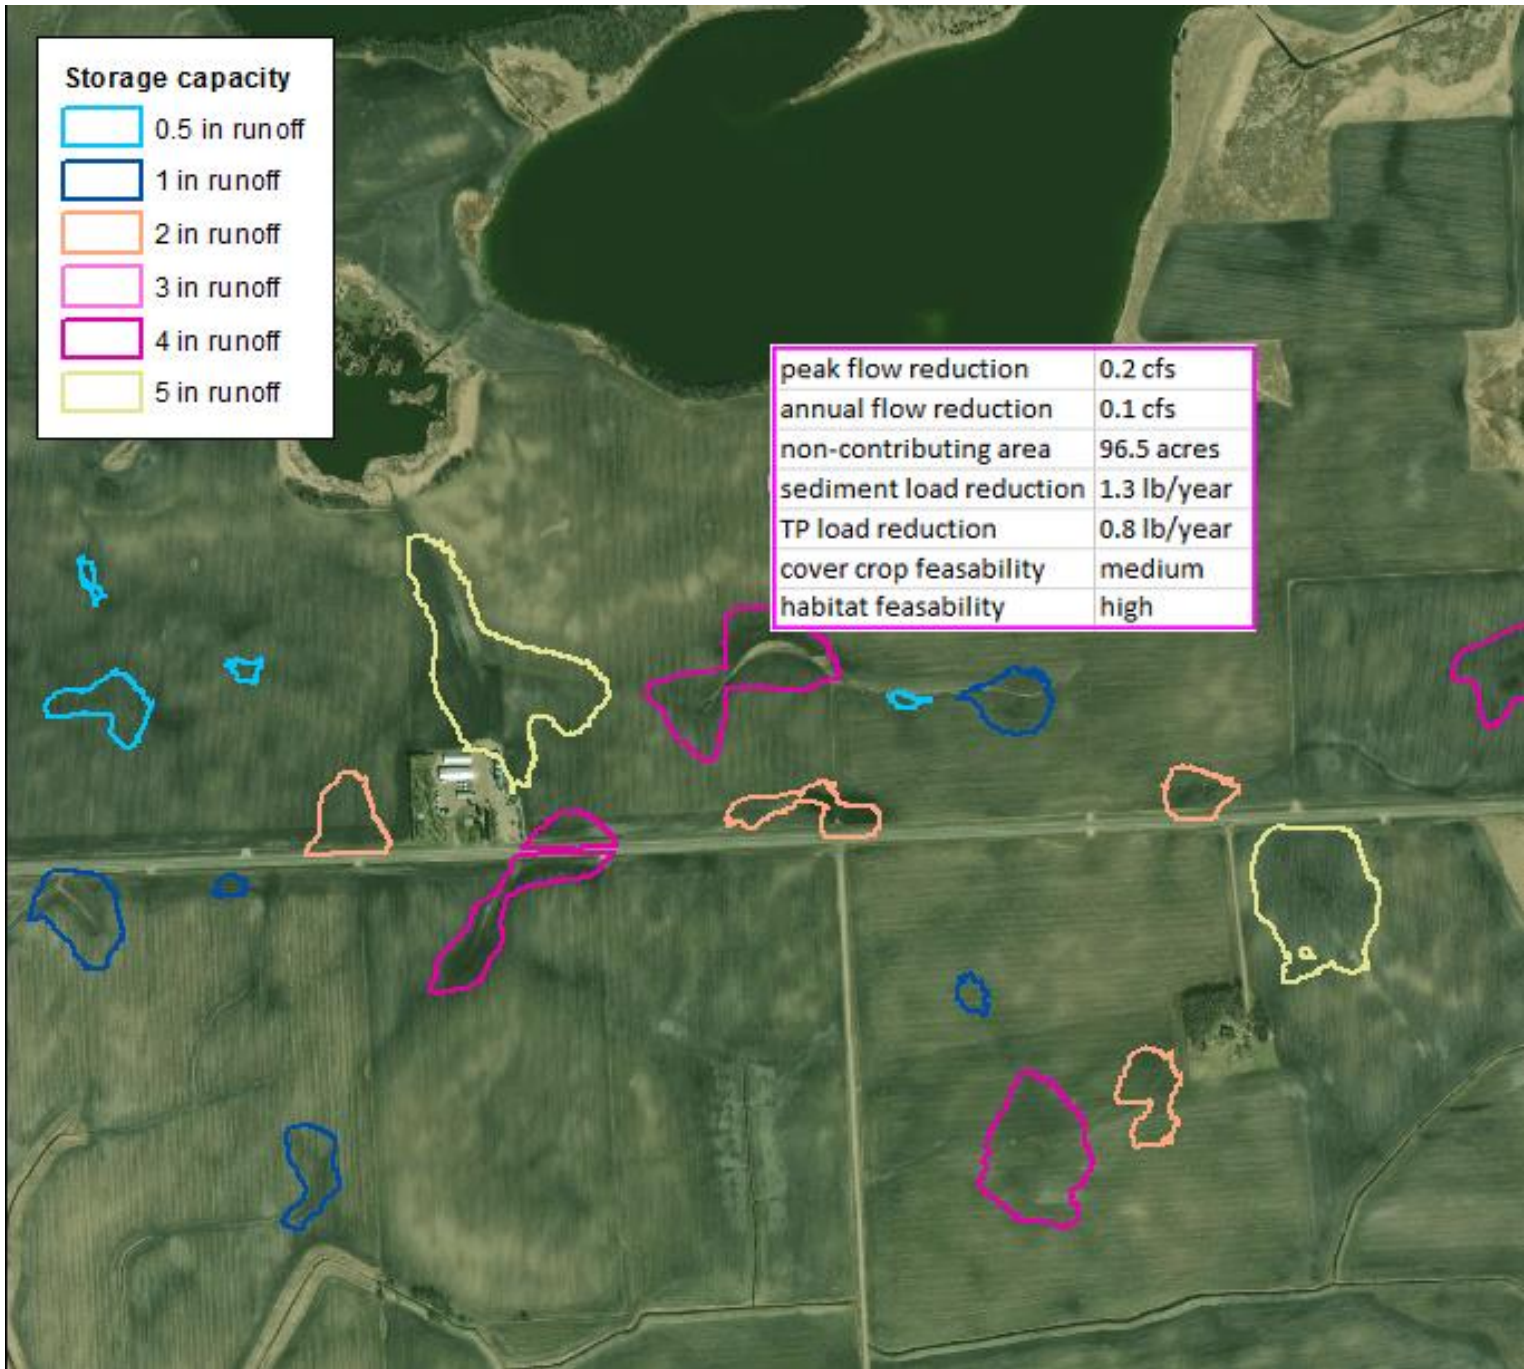 Storage capacity
0.5 in runoff
1 in runoff
2 in runoff
3 in runoff
4 in runoff
5 in runoff
peak flow reduction 0.2 cfs
annual flow reduction 0.1 cfs
non-contributing area 96.5 acres
sediment load reduction 1.3 lb/year
TP load reduction 0.8 lb/year
cover crop feasability medium
habitat feasability high